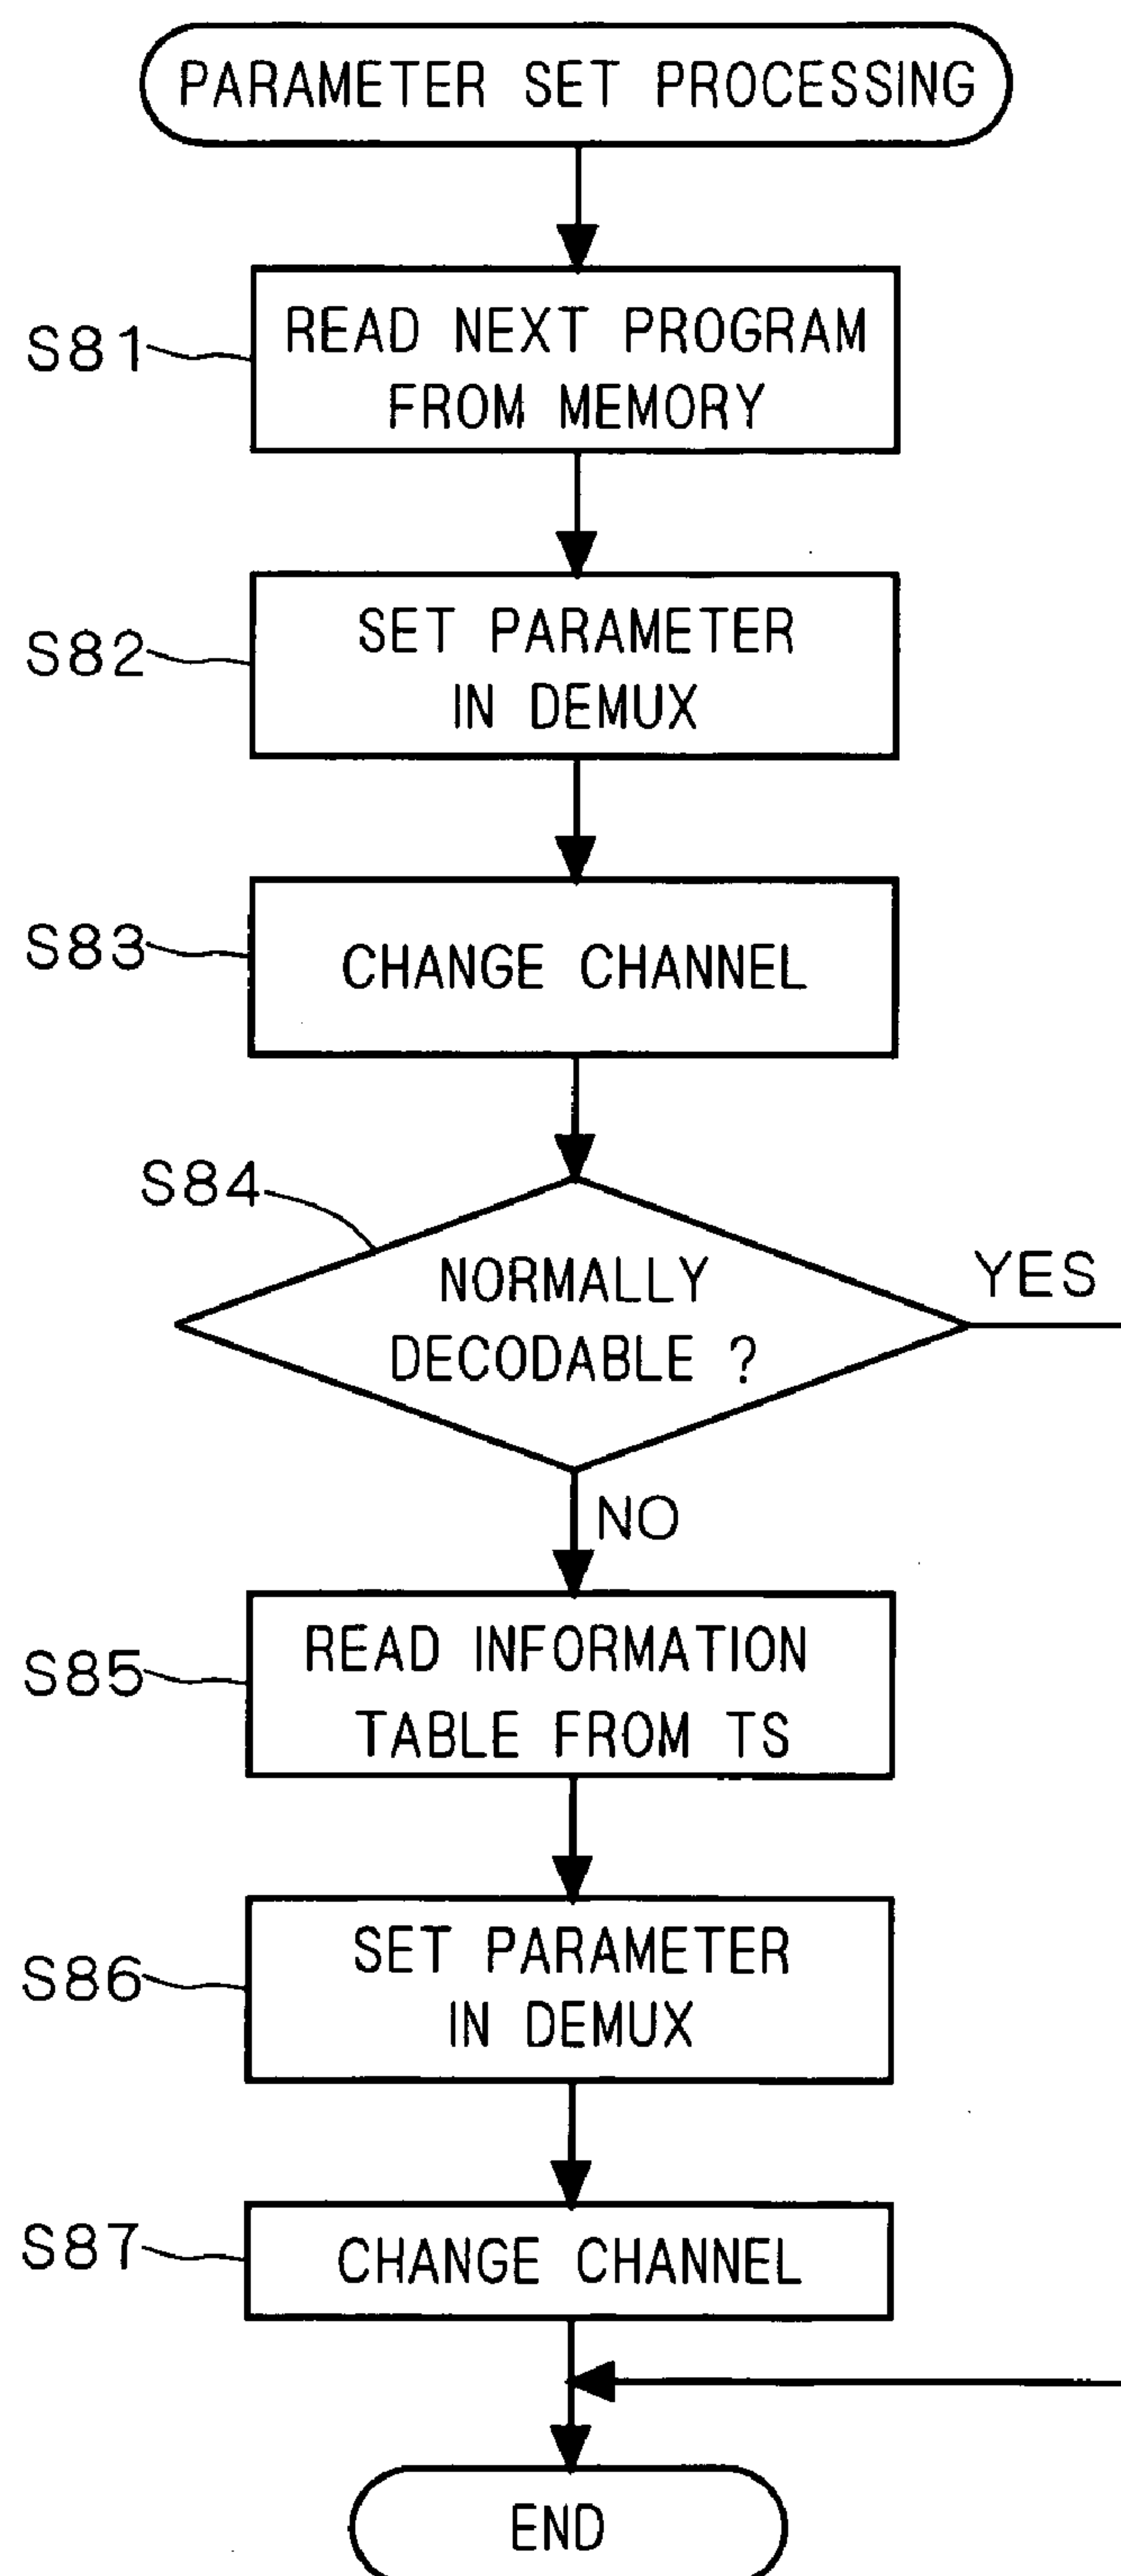 PARAMETER SET PROCESSING
S81
READ NEXT PROGRAM
FROM MEMORY
S82
SET PARAMETER
IN DEMUX
S83
CHANGE CHANNEL
S84
NORMALLY
DECODABLE ?
YES
NO
S85
READ INFORMATION
TABLE FROM TS
S86
SET PARAMETER
IN DEMUX
S87
CHANGE CHANNEL
END